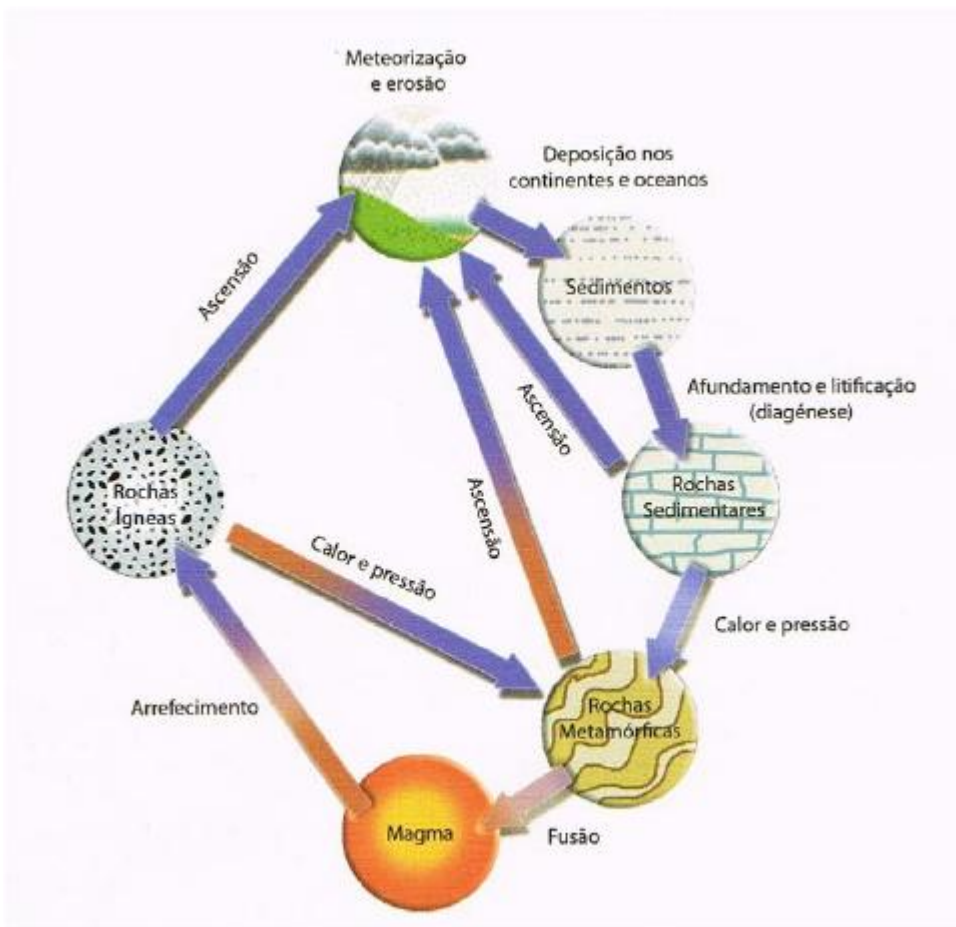 Meteorização
e erosão
Deposição nos
continentes e oceanos
Sedimentos
Ascensão
Afundamento e litificação
(diagénese)
Ascensão
Ascensão
Rochas
Ígneas
Rochas
Sedimentares
Calor e pressão
Calor e pressão
Arrefecimento
Rochas
Metamórficas
Magma
Fusão